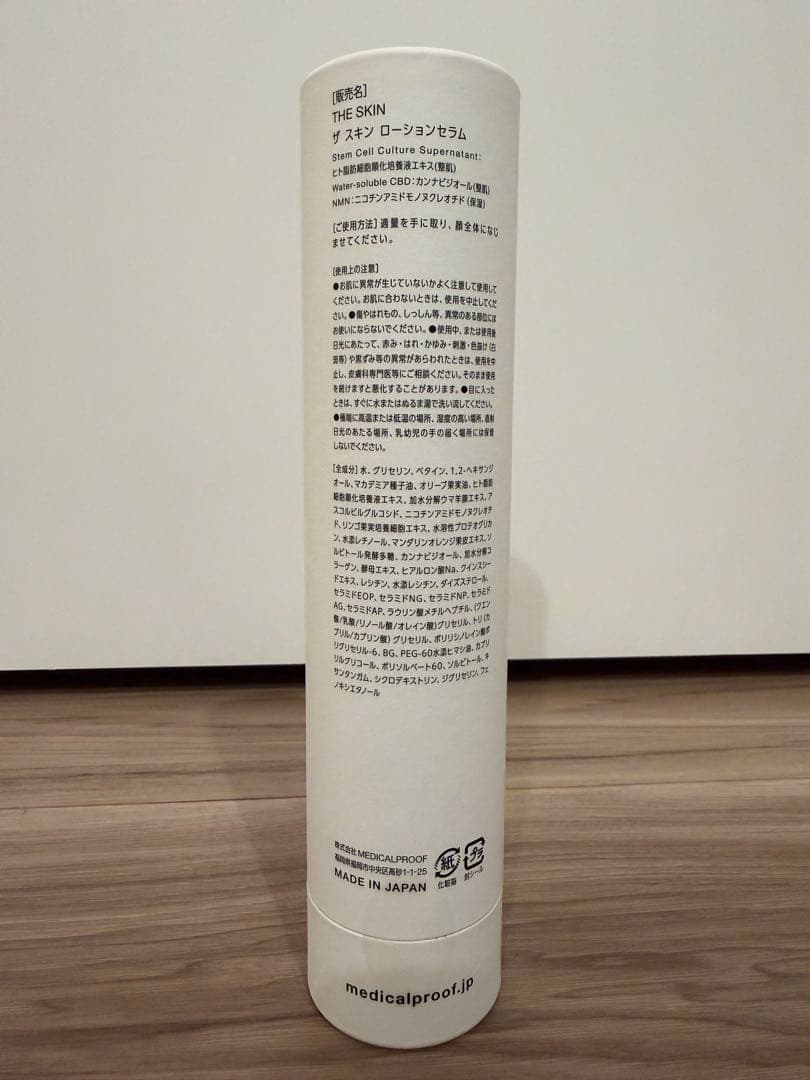 [販売名]
THE SKIN
ザ スキン ローションセラム
Stem Cell Culture Supernatant:
ヒト脂肪細胞順化培養液エキス(整肌)
Water-soluble CBD:カンナビジオール(整肌)
NMN:ニコチンアミドモノヌクレオチド(保湿)
[ご使用方法]適量を手に取り、顔全体になじ
ませてください。
[使用上の注意]
●お肌に異常が生じていないかよく注意して使用して
ください。お肌に合わないときは、使用を中止してくだ
さい。●傷やはれもの、しっしん等、異常のある部位には
お使いにならないでください。●使用中、または使用後
日光にあたって、赤み・はれ・かゆみ・刺激・色抜け(白
斑等)や黒ずみ等の異常があらわれたときは、使用を中
止し、皮膚科専門医等にご相談ください。そのまま使用
を続けますと悪化することがあります。●目に入った
ときは、すぐに水またはぬるま湯で洗い流してください。
●極端に高温または低温の場所、湿度の高い場所、直射
日光のあたる場所、乳幼児の手の届く場所には保管
しないでください。
[全成分]水、グリセリン、ベタイン、1,2-ヘキサンジ
オール、マカデミア種子油、オリーブ果実油、ヒト脂肪
細胞順化培養液エキス、加水分解ウマ羊膜エキス、ア
スコルビルグルコシド、ニコチンアミドモノヌクレオチ
ド、リンゴ果実培養細胞エキス、水溶性プロテオグリカ
ン、水添レチノール、マンダリンオレンジ果皮エキス、ソ
ルビトール発酵多糖、カンナビジオール、加水分解コ
ラーゲン、酵母エキス、ヒアルロン酸Na、クインスシー
ドエキス、レシチン、水添レシチン、ダイズステロール、
セラミドEOP、セラミドNG、セラミドNP、セラミド
AG、セラミドAP、ラウリン酸メチルヘプチル、(クエン
酸/乳酸/リノール酸/オレイン酸)グリセリル、トリ(カ
プリル/カプリン酸)グリセリル、ポリリシノレイン酸ポ
リグリセリル-6、BG、PEG-60水添ヒマシ油、カプリ
リルグリコール、ポリソルベート60、ソルビトール、キ
サンタンガム、シクロデキストリン、ジグリセリン、フェ
ノキシエタノール
株式会社MEDICALPROOF
福岡県福岡市中央区高砂1-1-25
MADE IN JAPAN
紙
化粧箱
プラ
封シール
medicalproof.jp